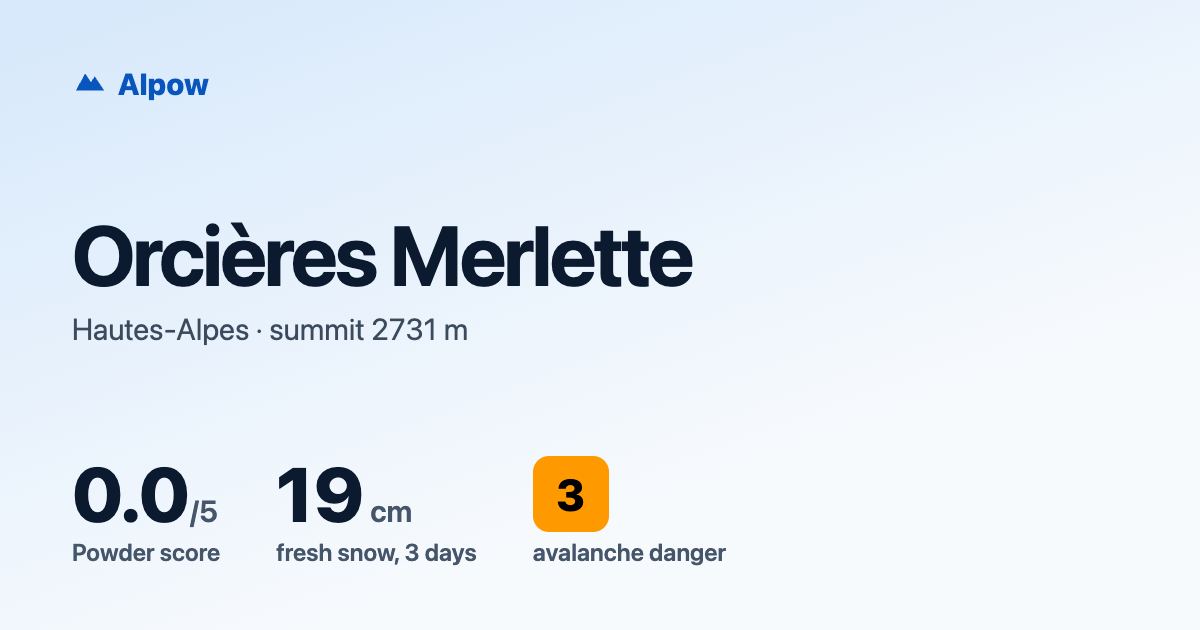 Alpow
Orcières Merlette
Hautes-Alpes · summit 2731 m
0.0/5
Powder score
19 cm
fresh snow, 3 days
3
avalanche danger